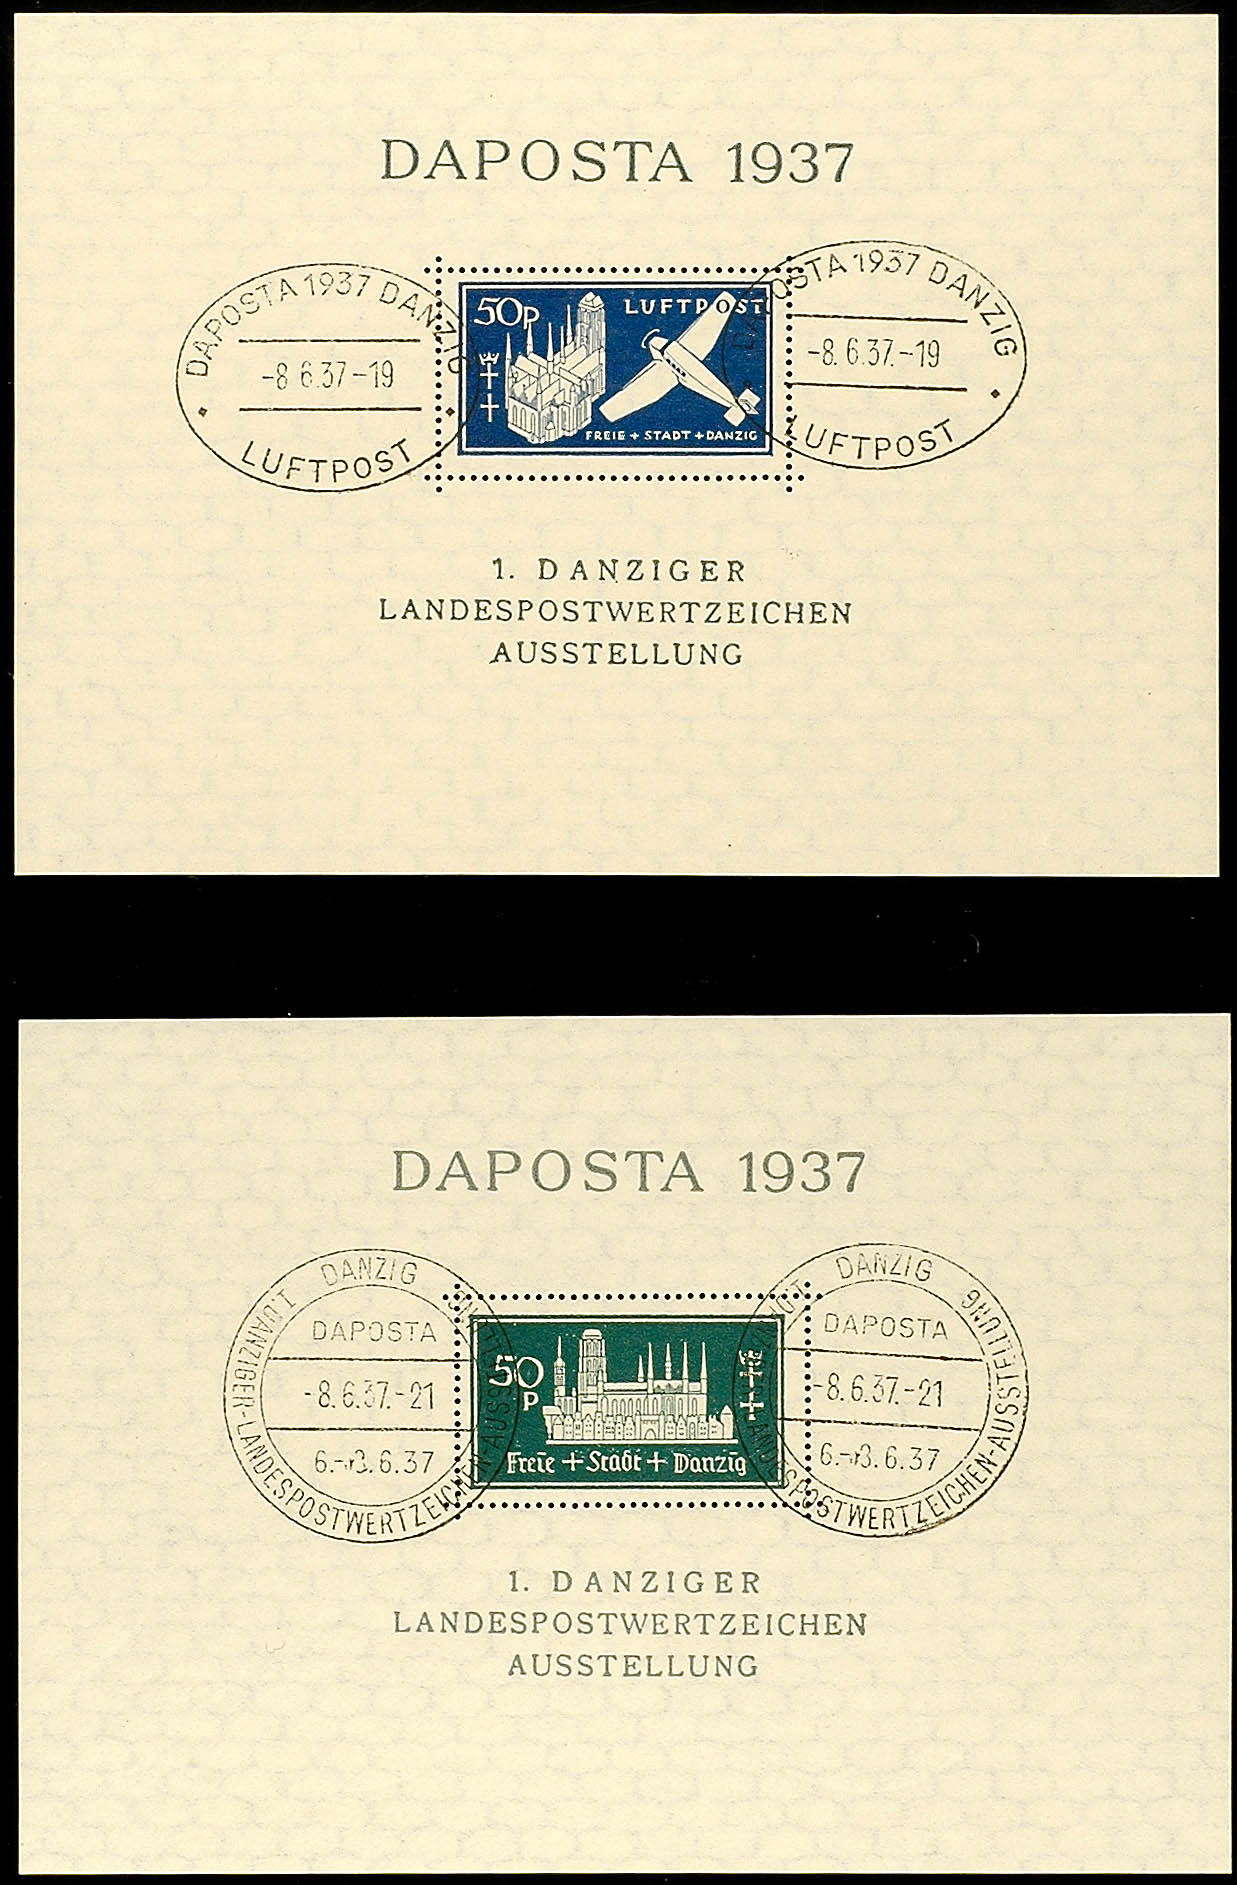 DAPOSTA 1937
DAPOSTA 1937 DANZIG
-8 6.37-19
LUFTPOST
50P
LUFTPOST
FREIE + STADT + DANZIG
DAPOSTA 1937 DANZIG
-8.6.37.-19
LUFTPOST
1. DANZIGER
LANDESPOSTWERTZEICHEN
AUSSTELLUNG
DAPOSTA 1937
DANZIG
DAPOSTA
-8.6.37.-21
6.-8.6.37
1. DANZIGER-LANDESPOSTWERTZEICHEN-AUSSTELLUNG
50
P
Freie + Stadt + Danzig
DANZIG
DAPOSTA
-8.6.37.-21
6.-8.6.37
1. DANZIGER-LANDESPOSTWERTZEICHEN-AUSSTELLUNG
1. DANZIGER
LANDESPOSTWERTZEICHEN
AUSSTELLUNG